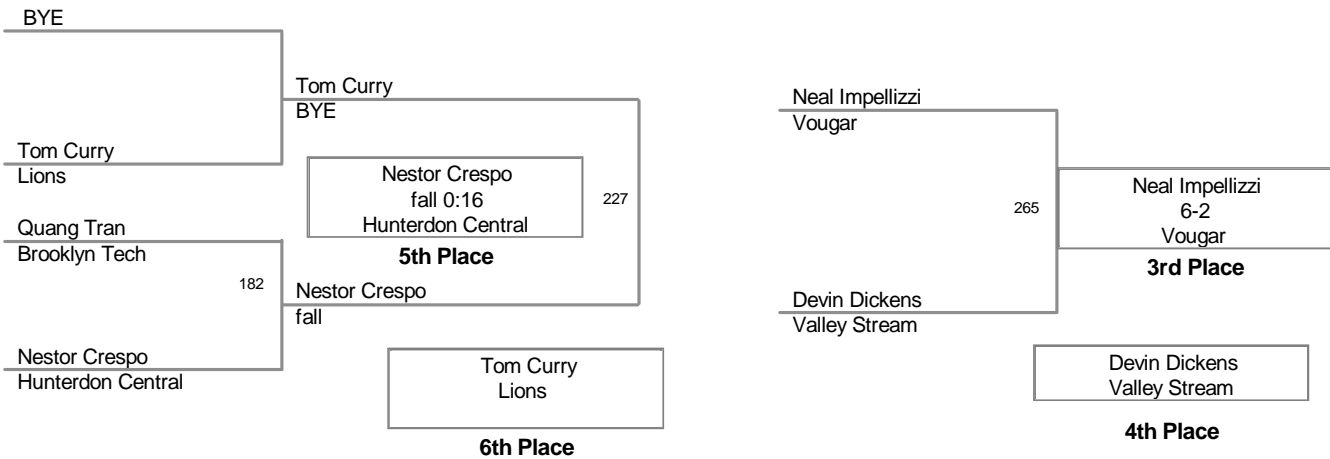 BYE
Tom Curry
BYE
Tom Curry
Lions
Nestor Crespo
fall 0:16
Hunterdon Central
5th Place
227
Quang Tran
Brooklyn Tech
182
Nestor Crespo
fall
Nestor Crespo
Hunterdon Central
Tom Curry
Lions
6th Place
Neal Impellizzi
Vougar
265
Neal Impellizzi
6-2
Vougar
3rd Place
Devin Dickens
Valley Stream
Devin Dickens
Valley Stream
4th Place